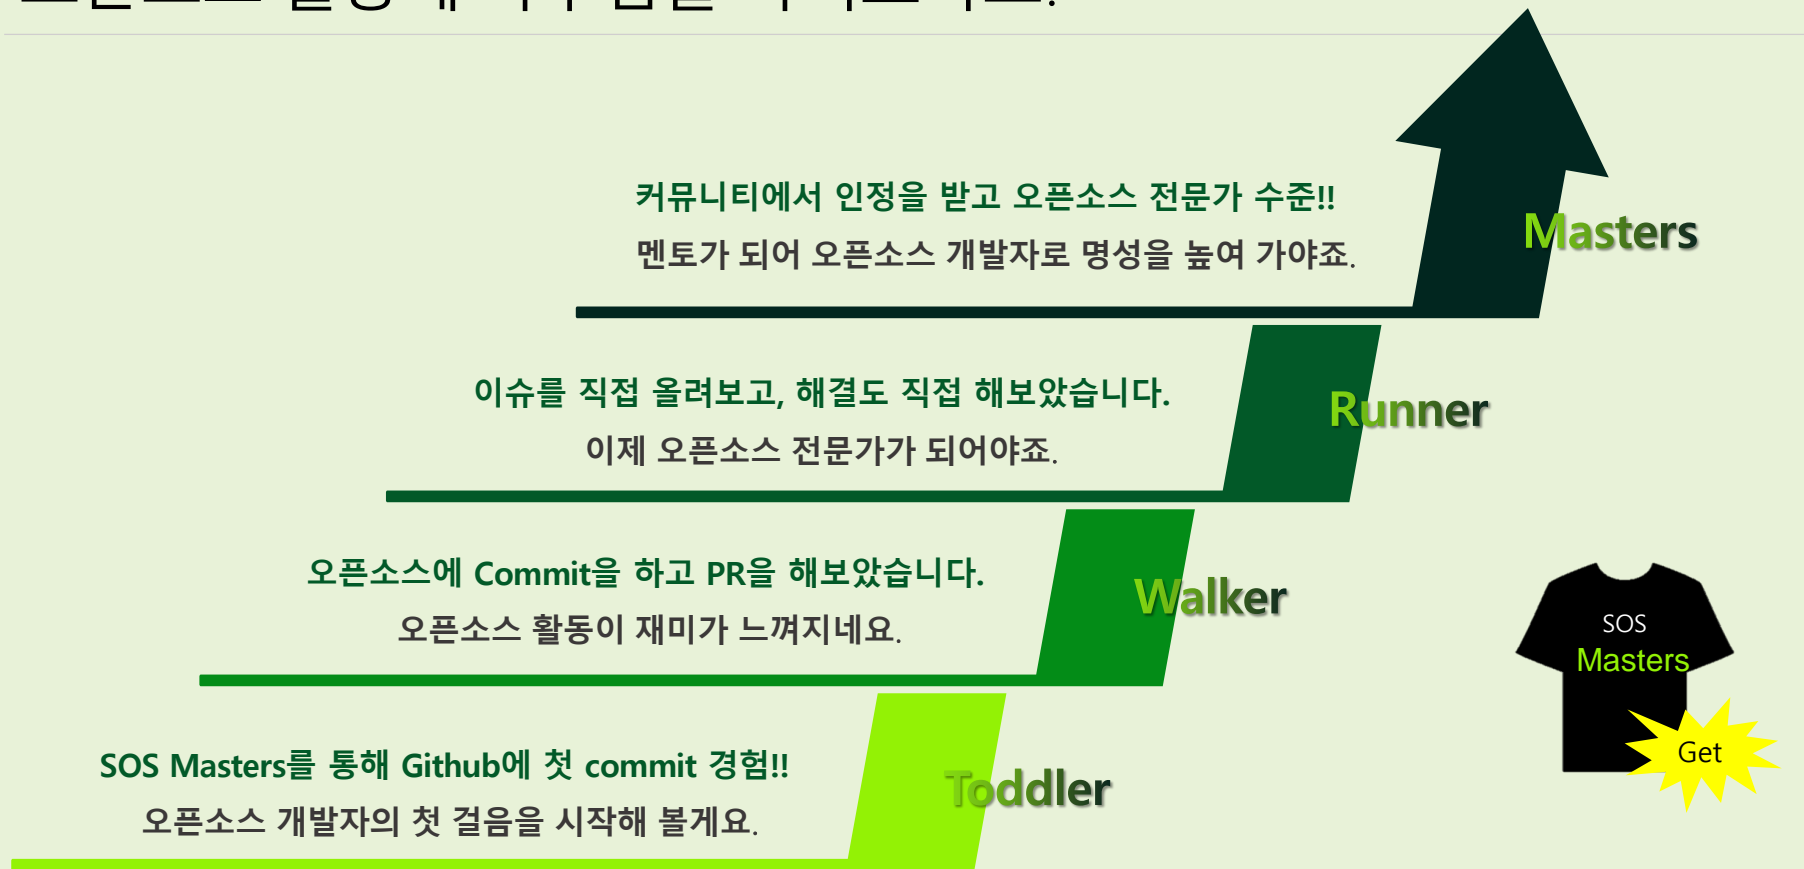 커뮤니티에서 인정을 받고 오픈소스 전문가 수준!!
멘토가 되어 오픈소스 개발자로 명성을 높여 가야죠.
Masters
이슈를 직접 올려보고, 해결도 직접 해보았습니다.
이제 오픈소스 전문가가 되어야죠.
Runner
오픈소스에 Commit을 하고 PR을 해보았습니다.
오픈소스 활동이 재미가 느껴지네요.
Walker
SOS
Masters
Get
SOS Masters를 통해 Github에 첫 commit 경험!!
오픈소스 개발자의 첫 걸음을 시작해 볼게요.
Toddler